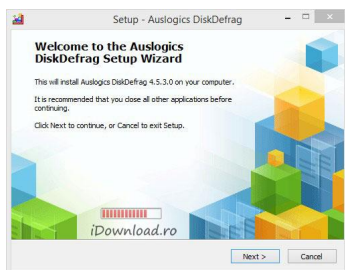 Setup - Auslogics DiskDefrag
Welcome to the Auslogics
DiskDefrag Setup Wizard
This will install Auslogics DiskDefrag 4.5.3.0 on your computer.
It is recommended that you close all other applications before
continuing.
Click Next to continue, or Cancel to exit Setup.
iDownload.ro
Next >
Cancel